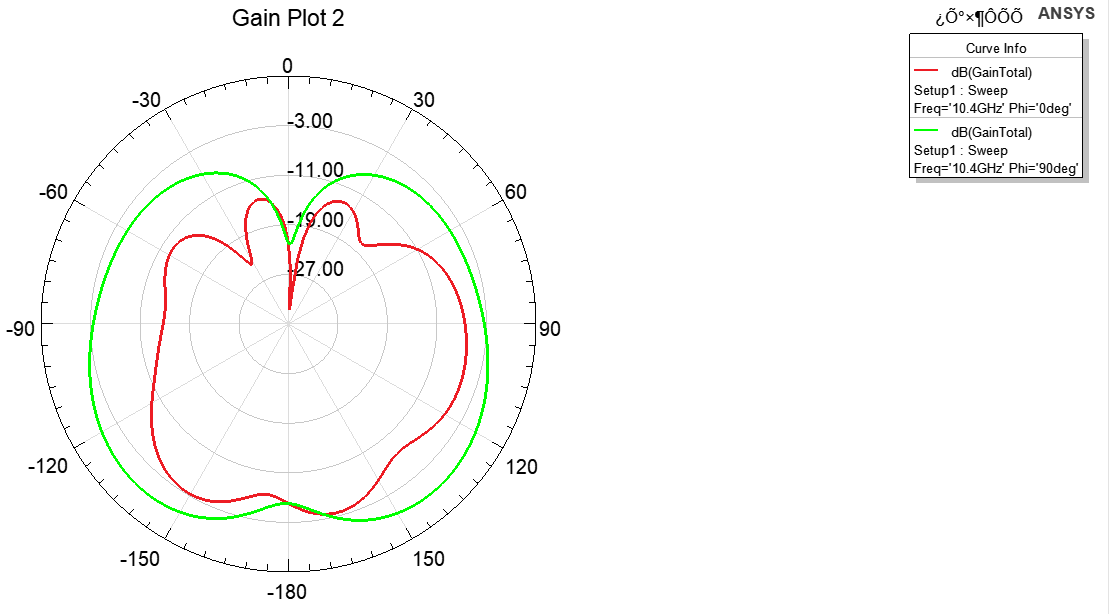 Gain Plot 2
¿Õ°×¶ÔÕÕ
ANSYS
Curve Info
dB(GainTotal)
Setup1 : Sweep
Freq='10.4GHz' Phi='0deg'
dB(GainTotal)
Setup1 : Sweep
Freq='10.4GHz' Phi='90deg'
0
-30
30
-3.00
-11.00
-60
60
-19.00
-27.00
-90
90
-120
120
-150
150
-180